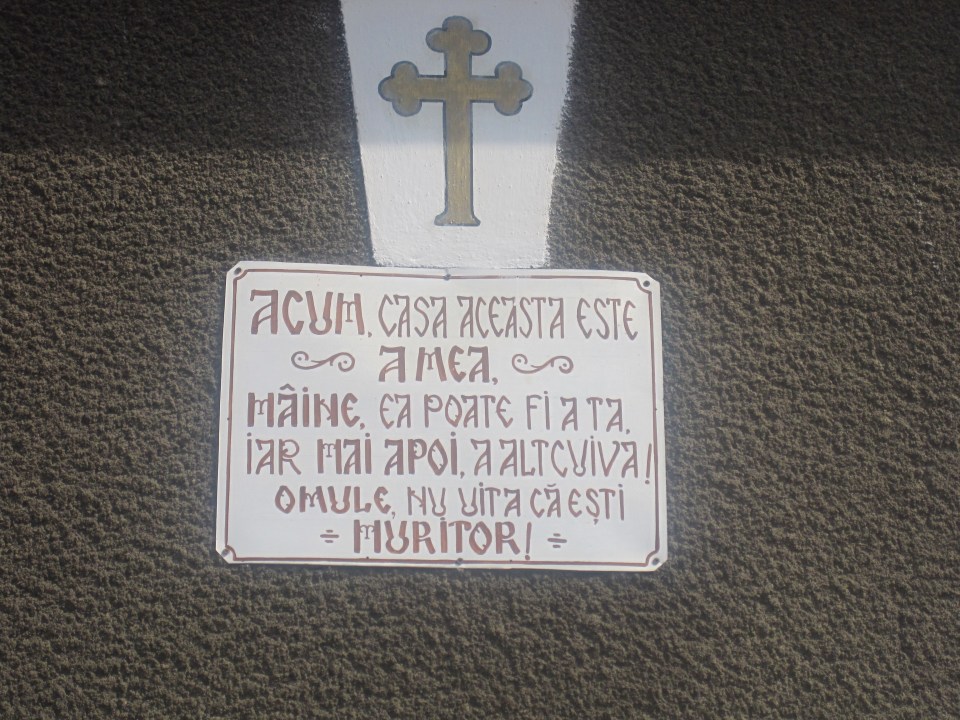 ACUM, CASA ACEASTA ESTE
A MEA,
MÂINE, EA POATE FI A TA,
IAR MAI APOI, A ALTCUIVA!
OMULE, NU UITA CĂ EȘTI
MURITOR!